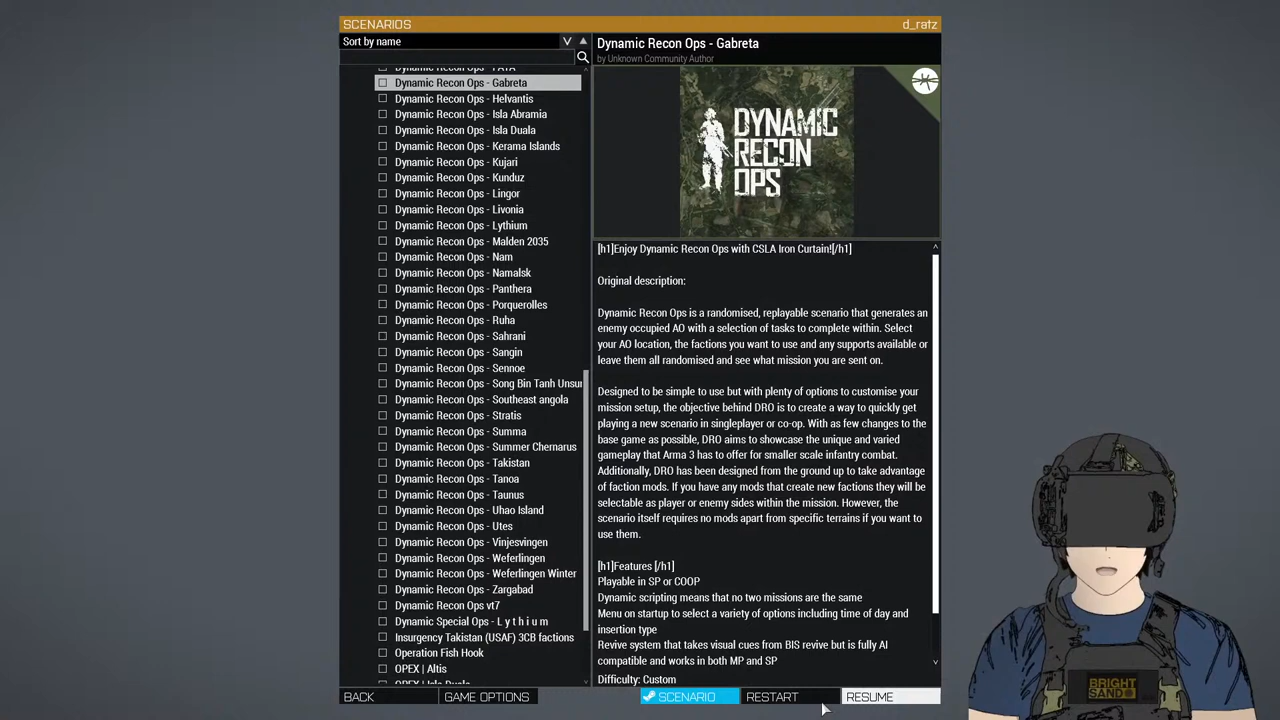 SCENARIOS
d_ratz
Sort by name
Dynamic Recon Ops - Gabreta
Dynamic Recon Ops - Helvantis
Dynamic Recon Ops - Isla Abramia
Dynamic Recon Ops - Isla Duala
Dynamic Recon Ops - Kerama Islands
Dynamic Recon Ops - Kujari
Dynamic Recon Ops - Kunduz
Dynamic Recon Ops - Lingor
Dynamic Recon Ops - Livonia
Dynamic Recon Ops - Lythium
Dynamic Recon Ops - Malden 2035
Dynamic Recon Ops - Nam
Dynamic Recon Ops - Namalsk
Dynamic Recon Ops - Panthera
Dynamic Recon Ops - Porquerolles
Dynamic Recon Ops - Ruha
Dynamic Recon Ops - Sahrani
Dynamic Recon Ops - Sangin
Dynamic Recon Ops - Sennoe
Dynamic Recon Ops - Song Bin Tanh Unsu
Dynamic Recon Ops - Southeast angola
Dynamic Recon Ops - Stratis
Dynamic Recon Ops - Summa
Dynamic Recon Ops - Summer Chernarus
Dynamic Recon Ops - Takistan
Dynamic Recon Ops - Tanoa
Dynamic Recon Ops - Taunus
Dynamic Recon Ops - Uhao Island
Dynamic Recon Ops - Utes
Dynamic Recon Ops - Vinjesvingen
Dynamic Recon Ops - Weferlingen
Dynamic Recon Ops - Weferlingen Winter
Dynamic Recon Ops - Zargabad
Dynamic Recon Ops vt7
Dynamic Special Ops - L y t h i u m
Insurgency Takistan (USAF) 3CB factions
Operation Fish Hook
OPEX | Altis
OPEX | Isla Duala
Dynamic Recon Ops - Gabreta
by Unknown Community Author
DYNAMIC
RECON
OPS
[h1]Enjoy Dynamic Recon Ops with CSLA Iron Curtain![/h1]
Original description:
Dynamic Recon Ops is a randomised, replayable scenario that generates an
enemy occupied AO with a selection of tasks to complete within. Select
your AO location, the factions you want to use and any supports available or
leave them all randomised and see what mission you are sent on.
Designed to be simple to use but with plenty of options to customise your
mission setup, the objective behind DRO is to create a way to quickly get
playing a new scenario in singleplayer or co-op. With as few changes to the
base game as possible, DRO aims to showcase the unique and varied
gameplay that Arma 3 has to offer for smaller scale infantry combat.
Additionally, DRO has been designed from the ground up to take advantage
of faction mods. If you have any mods that create new factions they will be
selectable as player or enemy sides within the mission. However, the
scenario itself requires no mods apart from specific terrains if you want to
use them.
[h1]Features [/h1]
Playable in SP or COOP
Dynamic scripting means that no two missions are the same
Menu on startup to select a variety of options including time of day and
insertion type
Revive system that takes visual cues from BIS revive but is fully AI
compatible and works in both MP and SP
Difficulty: Custom
BACK
GAME OPTIONS
SCENARIO
RESTART
RESUME
BRIGHT
SAND